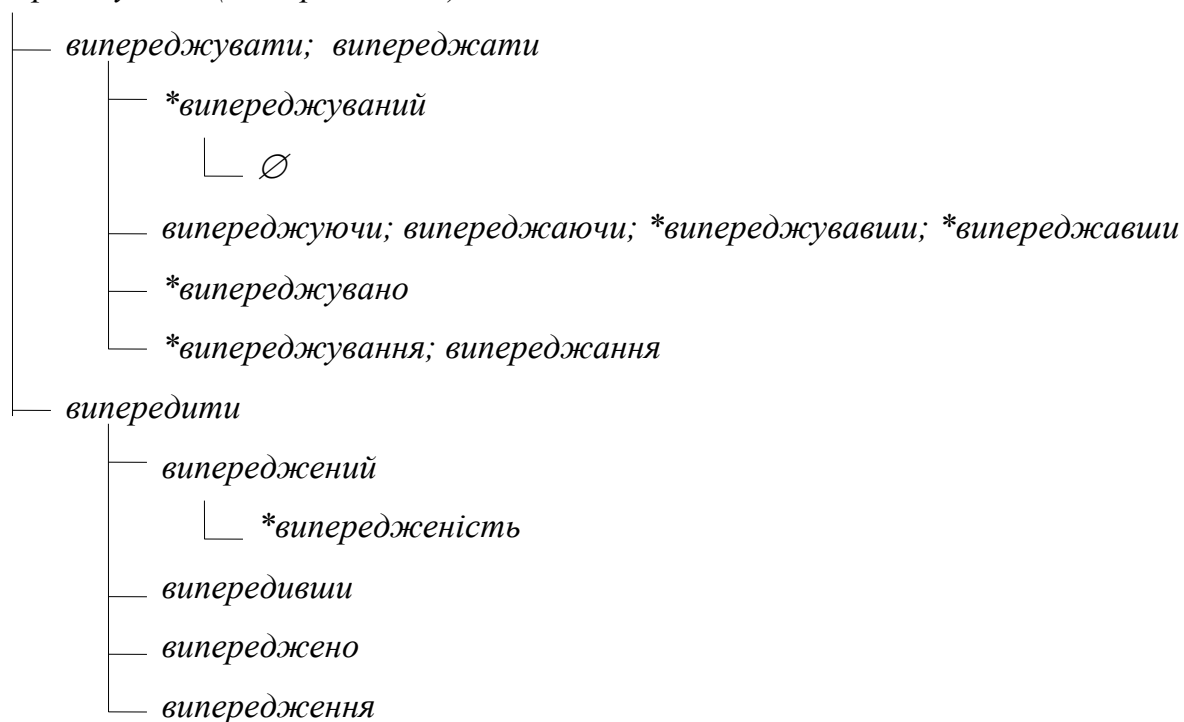 випереджувати; випереджати
*випереджуваний
∅
випереджуючи; випереджаючи; *випереджувавши; *випереджавши
*випереджувано
*випереджування; випереджання
випередити
випереджений
*випередженість
випередивши
випереджено
випередження